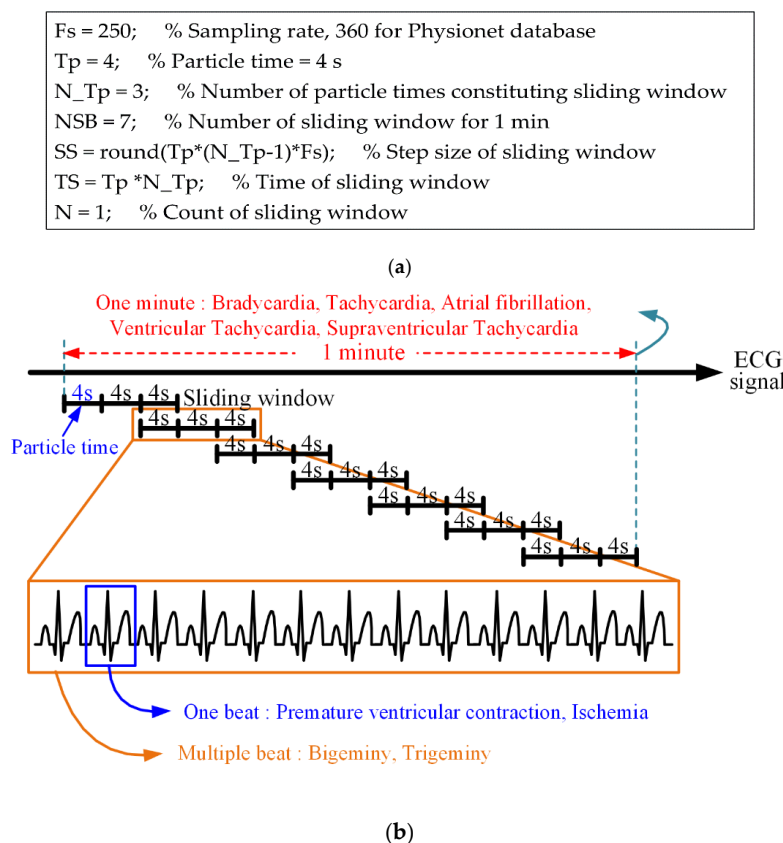 Fs = 250;    % Sampling rate, 360 for Physionet database
Tp = 4;    % Particle time = 4 s
N_Tp = 3;    % Number of particle times constituting sliding window
NSB = 7;    % Number of sliding window for 1 min
SS = round(Tp*(N_Tp-1)*Fs);    % Step size of sliding window
TS = Tp *N_Tp;    % Time of sliding window
N = 1;    % Count of sliding window
(a)
One minute : Bradycardia, Tachycardia, Atrial fibrillation,
Ventricular Tachycardia, Supraventricular Tachycardia
1 minute
ECG
signal
4s 4s 4s Sliding window
Particle time
4s 4s 4s
4s 4s 4s
4s 4s 4s
4s 4s 4s
4s 4s 4s
4s 4s 4s
One beat : Premature ventricular contraction, Ischemia
Multiple beat : Bigeminy, Trigeminy
(b)